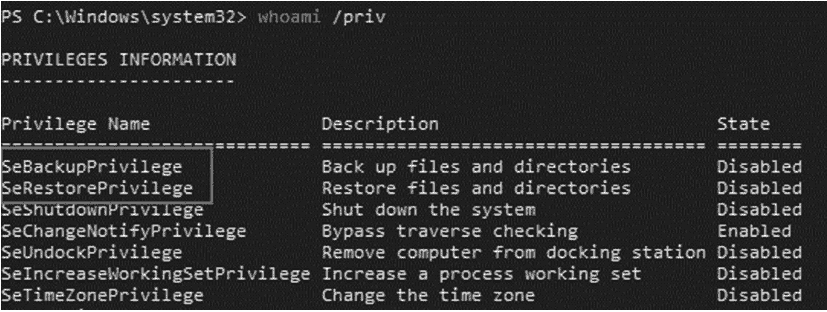 PS C:\Windows\system32> whoami /priv
PRIVILEGES INFORMATION
----------------------
Privilege Name Description State
============================= ==================================== ========
SeBackupPrivilege Back up files and directories Disabled
SeRestorePrivilege Restore files and directories Disabled
SeShutdownPrivilege Shut down the system Disabled
SeChangeNotifyPrivilege Bypass traverse checking Enabled
SeUndockPrivilege Remove computer from docking station Disabled
SeIncreaseWorkingSetPrivilege Increase a process working set Disabled
SeTimeZonePrivilege Change the time zone Disabled